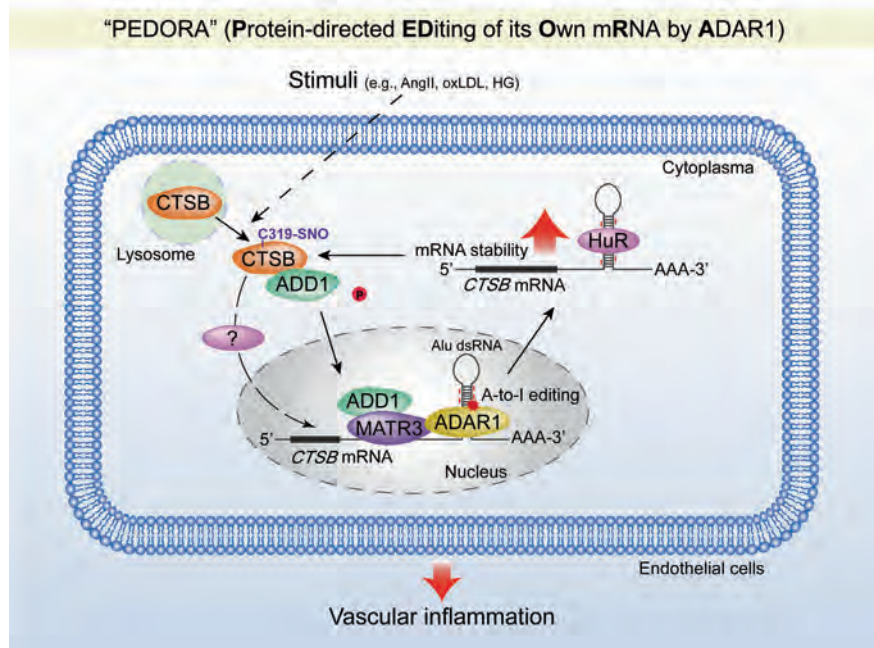 “PEDORA” (Protein-directed EDiting of its Own mRNA by ADAR1)
Stimuli (e.g., AngII, oxLDL, HG)
Cytoplasma
CTSB
Lysosome
C319-SNO
CTSB
ADD1
P
mRNA stability
HuR
5’
AAA-3’
CTSB mRNA
?
Alu dsRNA
A-to-I editing
ADD1
MATR3
ADAR1
5’
AAA-3’
CTSB mRNA
Nucleus
Endothelial cells
Vascular inflammation